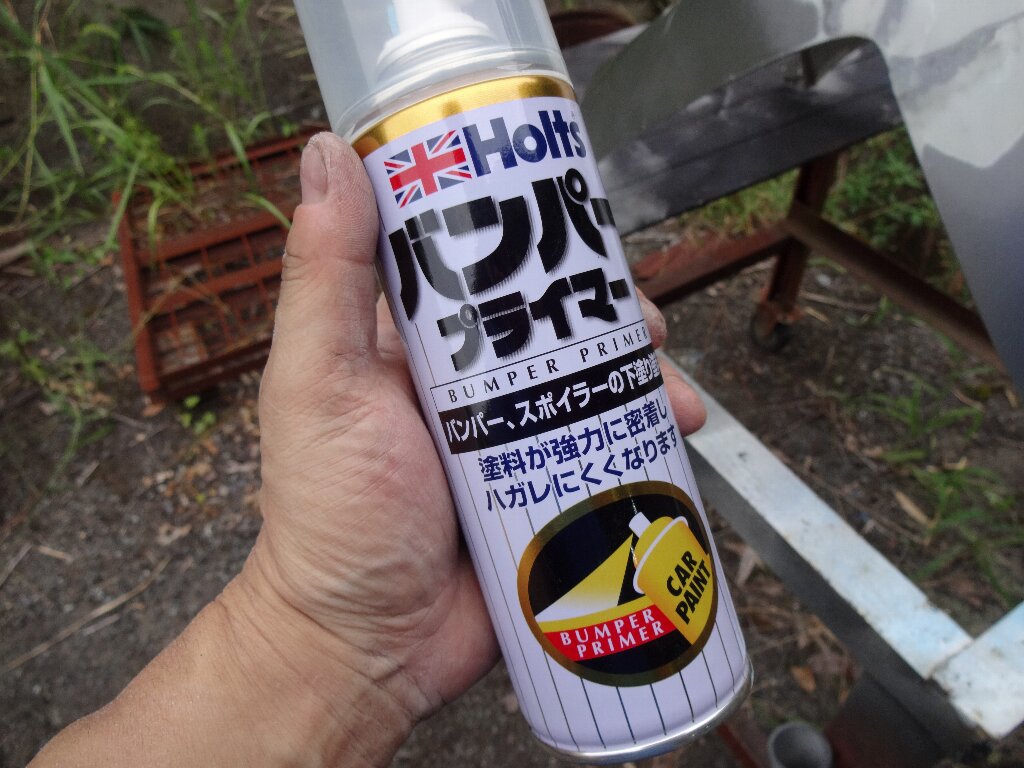 Holts
バンパー
プライマー
BUMPER PRIMER
バンパー、スポイラーの下塗り
塗料が強力に密着し
ハガレにくくなります
CAR
PAINT
BUMPER
PRIMER